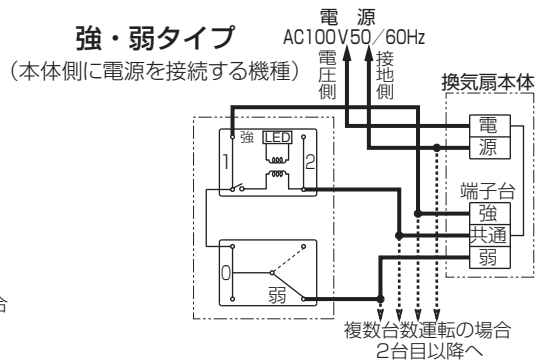 強・弱タイプ
（本体側に電源を接続する機種）
電 源
AC100V50／60Hz
電圧側
接地側
換気扇本体
電
源
端子台
強
共通
弱
強
LED
1
2
0
弱
合
複数台数運転の場合
2台目以降へ